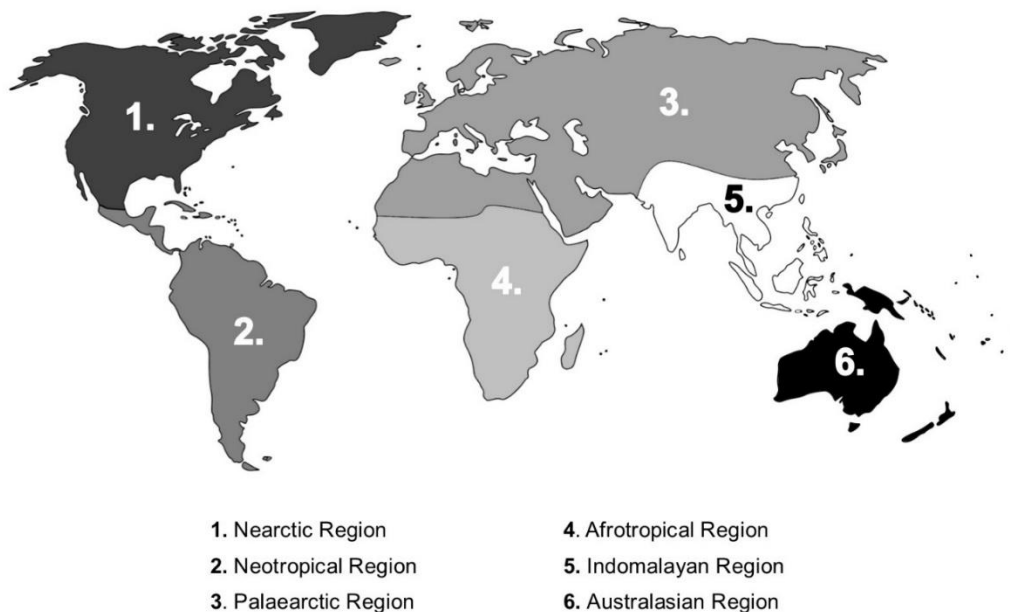 1.
3.
5.
4.
2.
6.
1. Nearctic Region
2. Neotropical Region
3. Palaearctic Region
4. Afrotropical Region
5. Indomalayan Region
6. Australasian Region